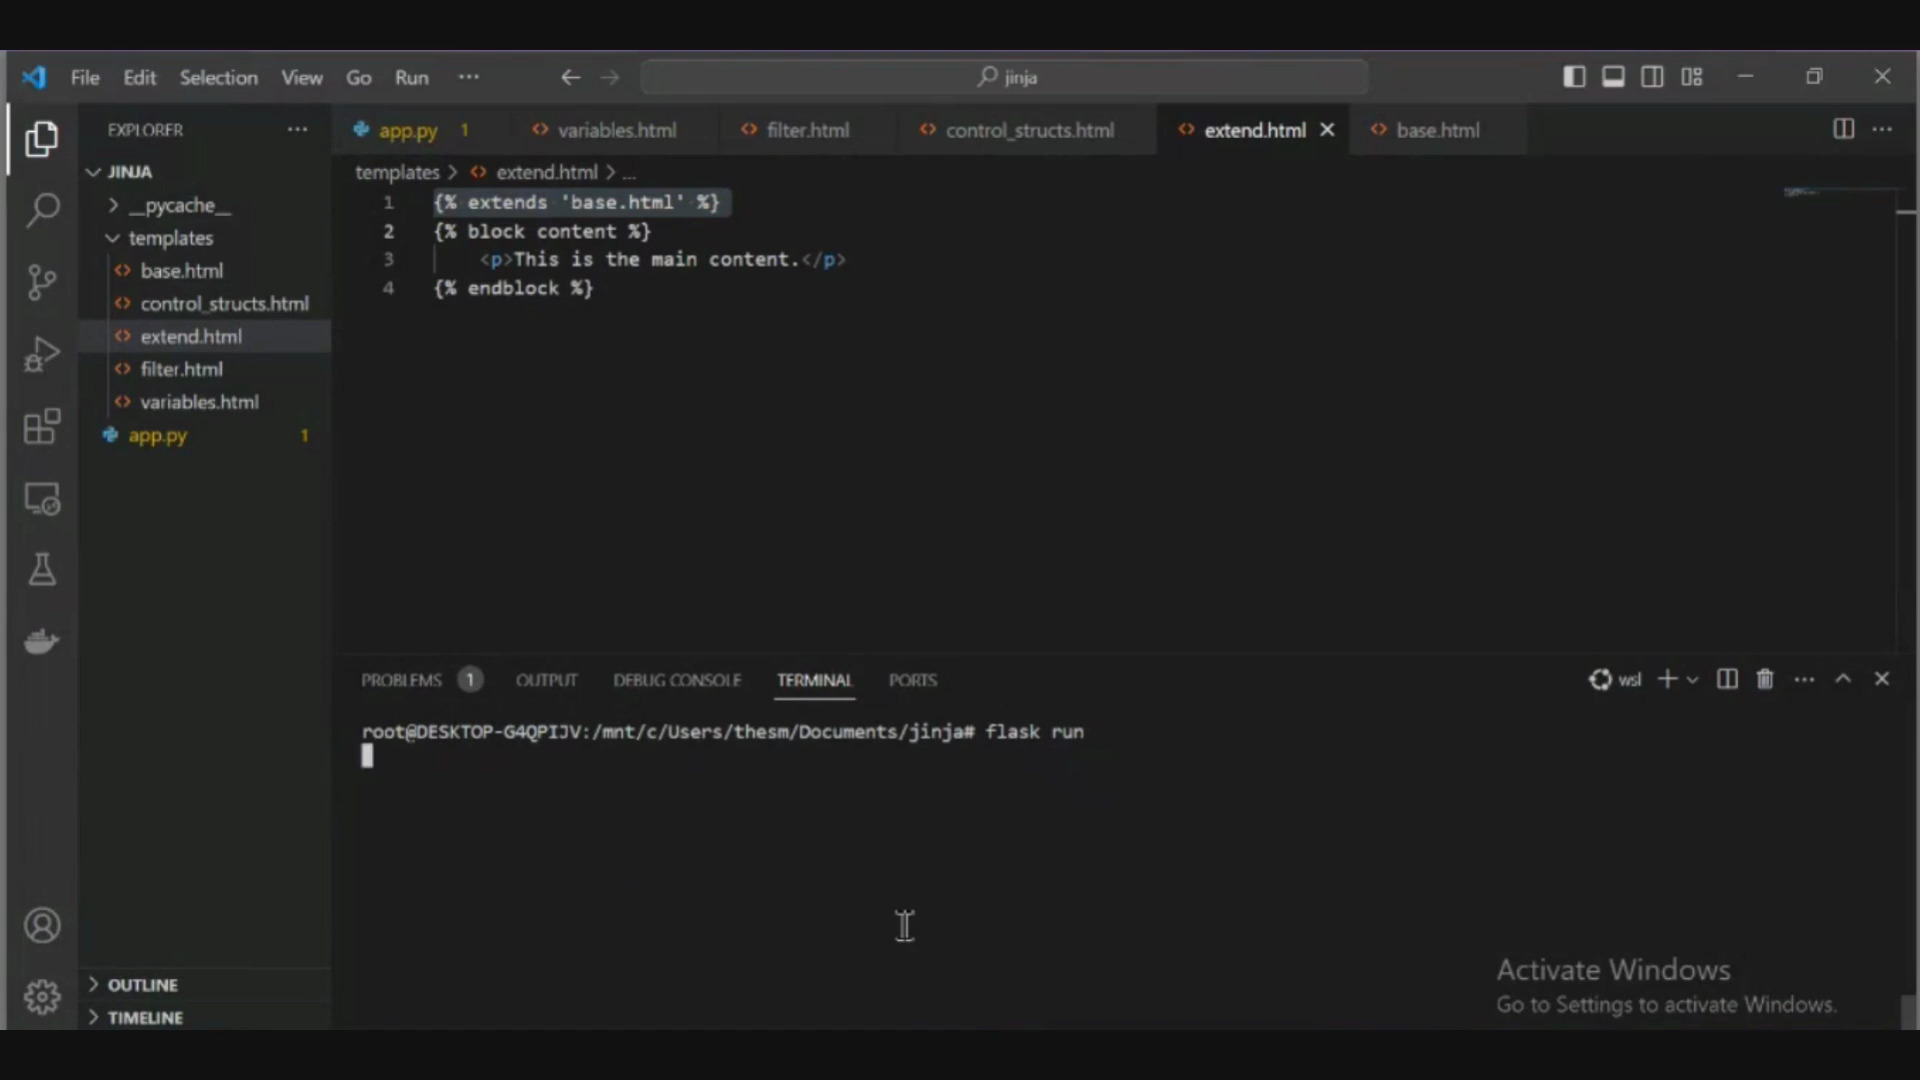 File Edit Selection View Go Run ··· jinja
EXPLORER ···
app.py 1 variables.html filter.html control_structs.html extend.html base.html ···
JINJA
__pycache__
templates
base.html
control_structs.html
extend.html
filter.html
variables.html
app.py 1
OUTLINE
TIMELINE
templates > extend.html > ...
1 {% extends 'base.html' %}
2 {% block content %}
3 <p>This is the main content.</p>
4 {% endblock %}
PROBLEMS 1 OUTPUT DEBUG CONSOLE TERMINAL PORTS wsl ···
root@DESKTOP-G4QPIJV:/mnt/c/Users/thesm/Documents/jinja# flask run
Activate Windows
Go to Settings to activate Windows.